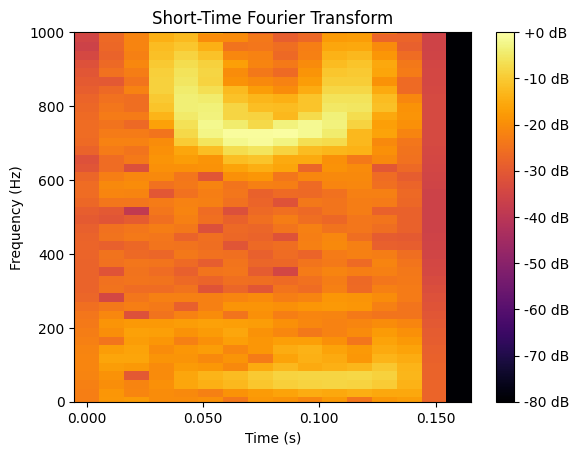 Short-Time Fourier Transform
1000
800
600
400
200
0
Frequency (Hz)
0.000
0.050
0.100
0.150
Time (s)
+0 dB
-10 dB
-20 dB
-30 dB
-40 dB
-50 dB
-60 dB
-70 dB
-80 dB